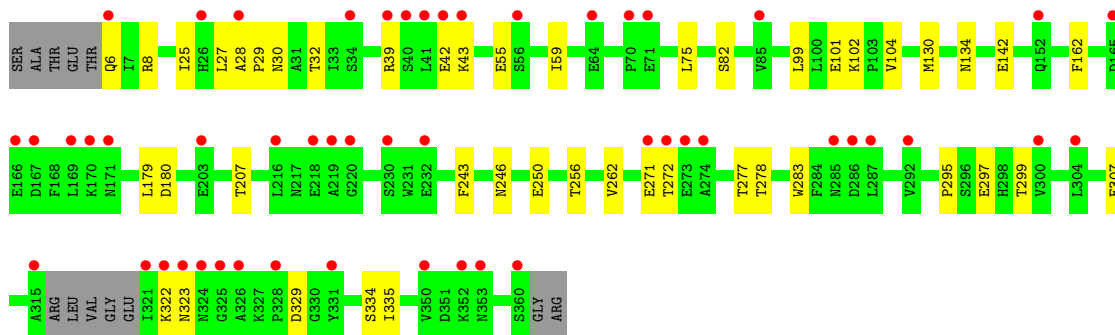 SER ALA THR GLU THR Q6 I7 R8 I25 H26 L27 A28 P29 N30 A31 T32 I33 S34 R39 S40 L41 E42 K43 E55 S56 I59 E64 P70 E71 L75 S82 V85 L99 L100 E101 K102 P103 V104 M130 N134 E142 Q152 F162 D165
E166 D167 F168 L169 K170 N171 L179 D180 E203 T207 L216 N217 E218 A219 G220 S230 W231 E232 F243 N246 E250 T256 V262 E271 T272 E273 A274 T277 T278 W283 F284 N285 D286 L287 V292 P295 S296 E297 H298 T299 V300 L304 E307
A315 ARG LEU VAL GLY GLU I321 K322 N323 N324 G325 A326 K327 P328 D329 G330 Y331 S334 I335 V350 D351 K352 N353 S360 GLY ARG